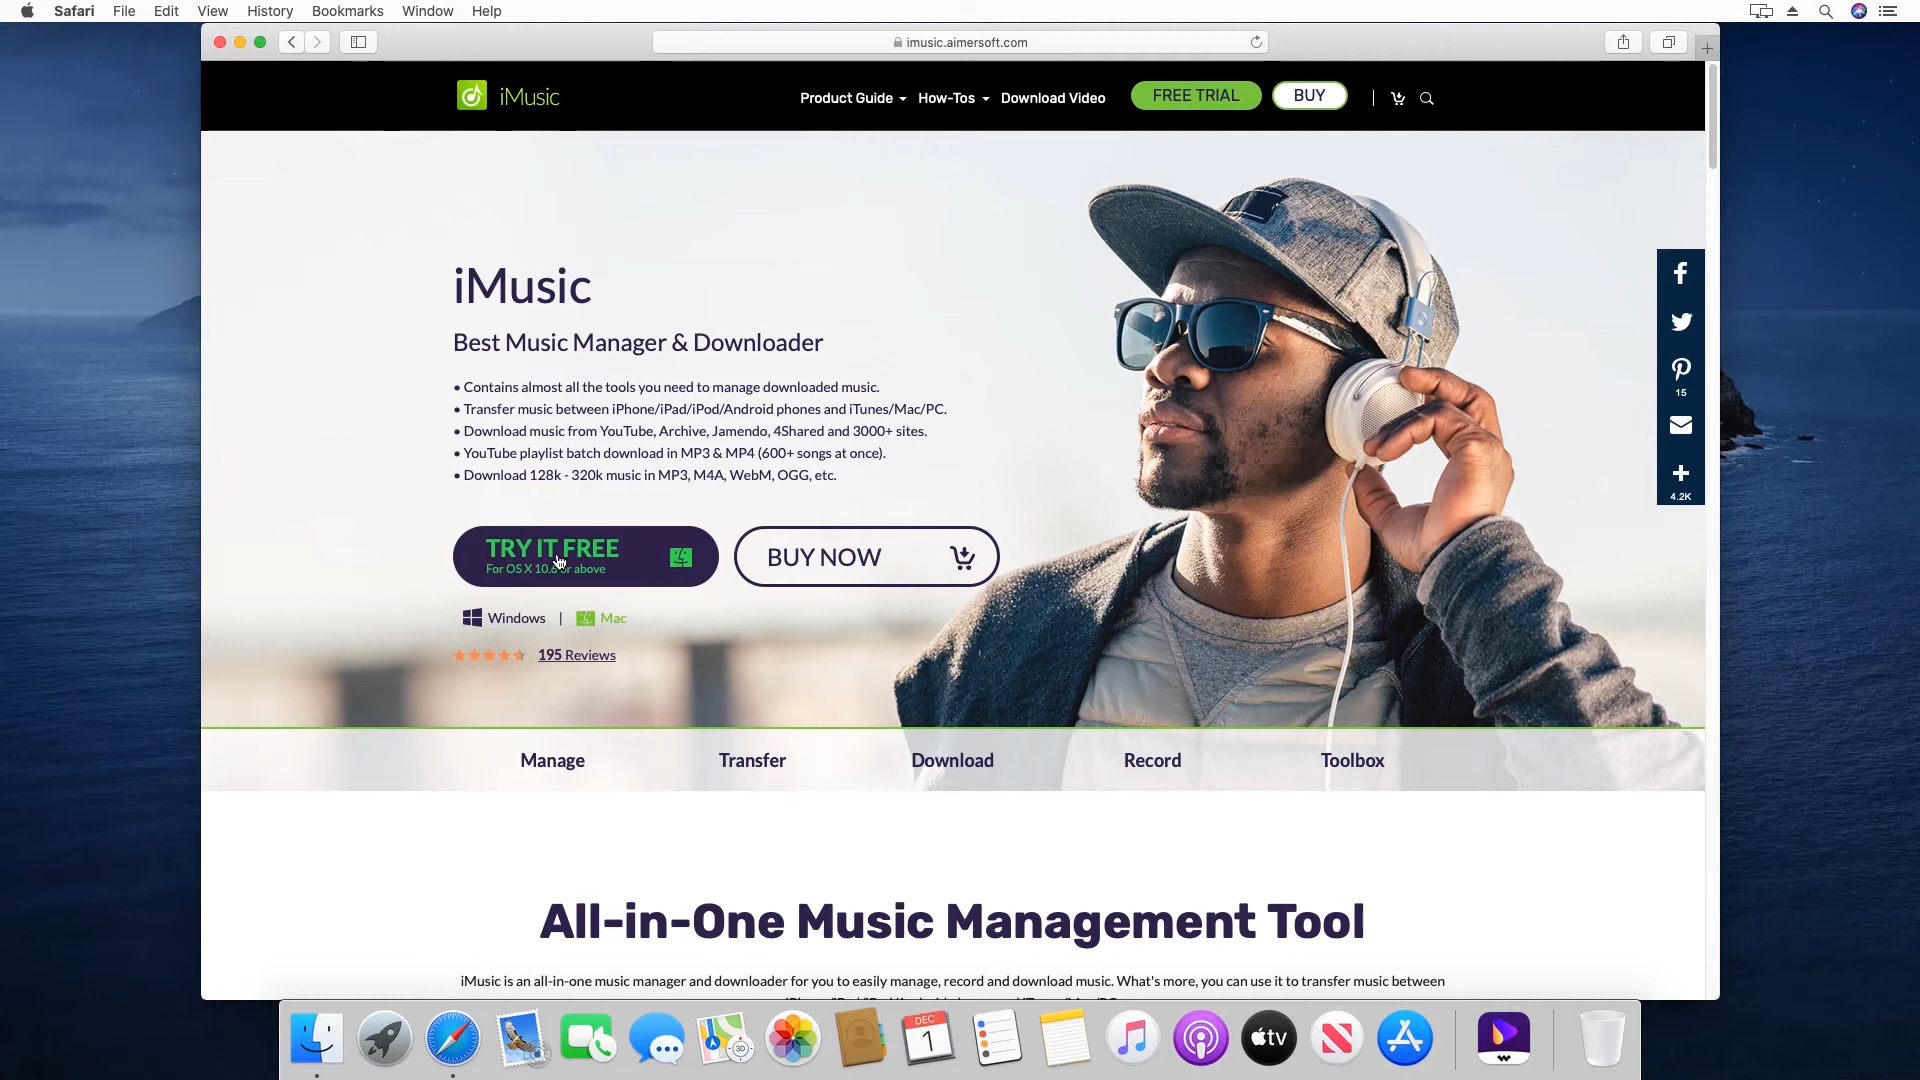 Safari File Edit View History Bookmarks Window Help
imusic.aimersoft.com
iMusic Product Guide How-Tos Download Video FREE TRIAL BUY
iMusic
Best Music Manager & Downloader
• Contains almost all the tools you need to manage downloaded music.
• Transfer music between iPhone/iPad/iPod/Android phones and iTunes/Mac/PC.
• Download music from YouTube, Archive, Jamendo, 4Shared and 3000+ sites.
• YouTube playlist batch download in MP3 & MP4 (600+ songs at once).
• Download 128k - 320k music in MP3, M4A, WebM, OGG, etc.
15
4.2K
TRY IT FREE
For OS X 10.6 or above
BUY NOW
Windows | Mac
195 Reviews
Manage Transfer Download Record Toolbox
All-in-One Music Management Tool
iMusic is an all-in-one music manager and downloader for you to easily manage, record and download music. What's more, you can use it to transfer music between
DEC
1
3D
tv